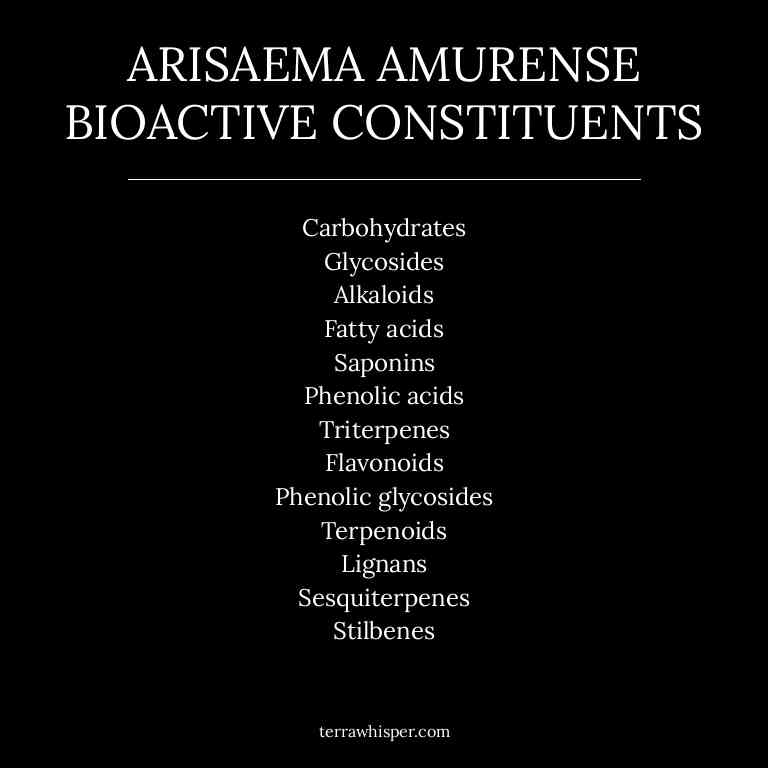 ARISAEMA AMURENSE
BIOACTIVE CONSTITUENTS
Carbohydrates
Glycosides
Alkaloids
Fatty acids
Saponins
Phenolic acids
Triterpenes
Flavonoids
Phenolic glycosides
Terpenoids
Lignans
Sesquiterpenes
Stilbenes
terrawhisper.com